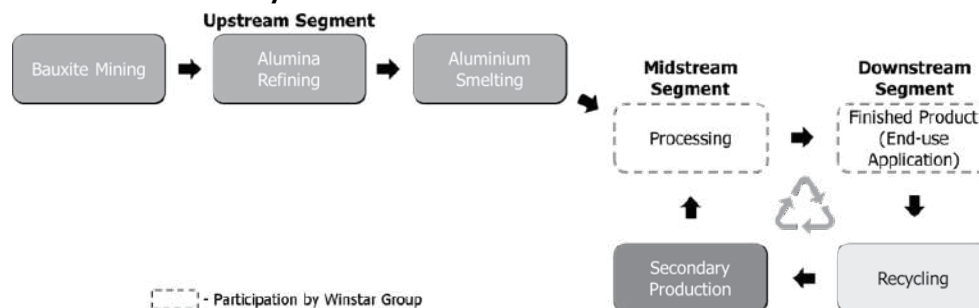 Upstream Segment
Bauxite Mining
Alumina
Refining
Aluminium
Smelting
Midstream
Segment
Processing
Downstream
Segment
Finished Product
(End-use
Application)
Secondary
Production
Recycling
- Participation by Winstar Group